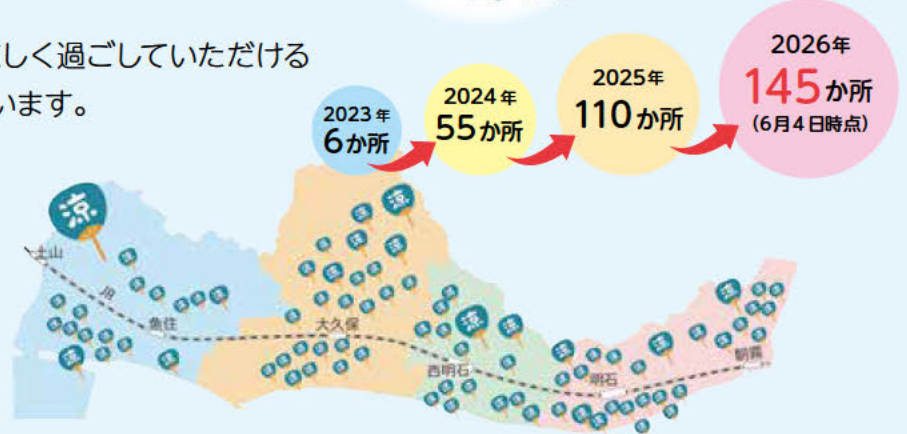 しく過ごしていただける
います。
2023年
6か所
2024年
55か所
2025年
110か所
2026年
145か所
(6月4日時点)
涼
土山
JR
魚住
大久保
西明石
明石
朝霧